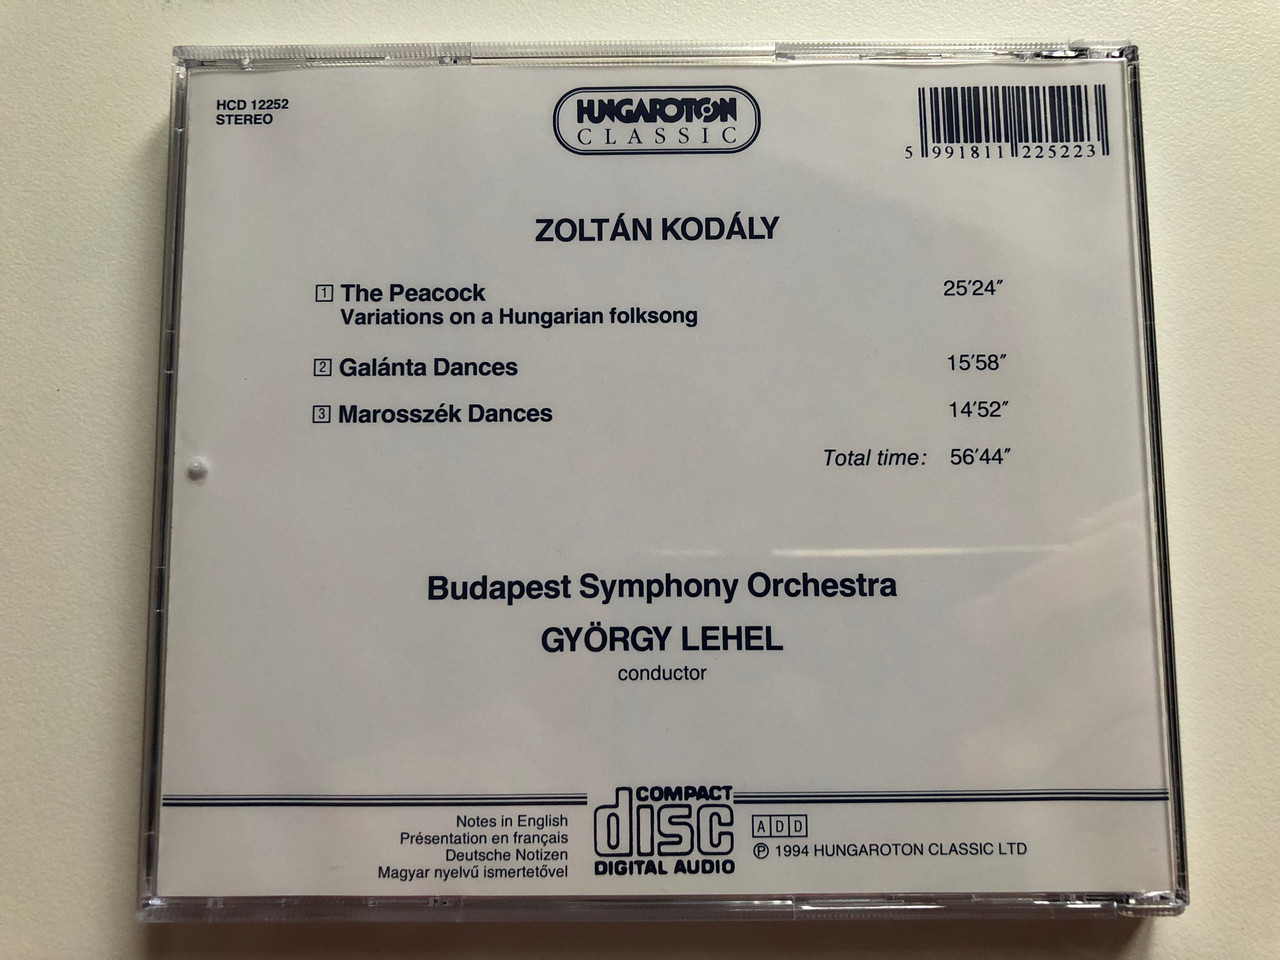 HCD 12252
STEREO
HUNGAROTON
CLASSIC
5 991811 225223
ZOLTÁN KODÁLY
1 The Peacock 25′24″
Variations on a Hungarian folksong
2 Galánta Dances 15′58″
3 Marosszék Dances 14′52″
Total time: 56′44″
Budapest Symphony Orchestra
GYÖRGY LEHEL
conductor
Notes in English
Présentation en français
Deutsche Notizen
Magyar nyelvű ismertetővel
COMPACT
disc
DIGITAL AUDIO
ADD
℗ 1994 HUNGAROTON CLASSIC LTD